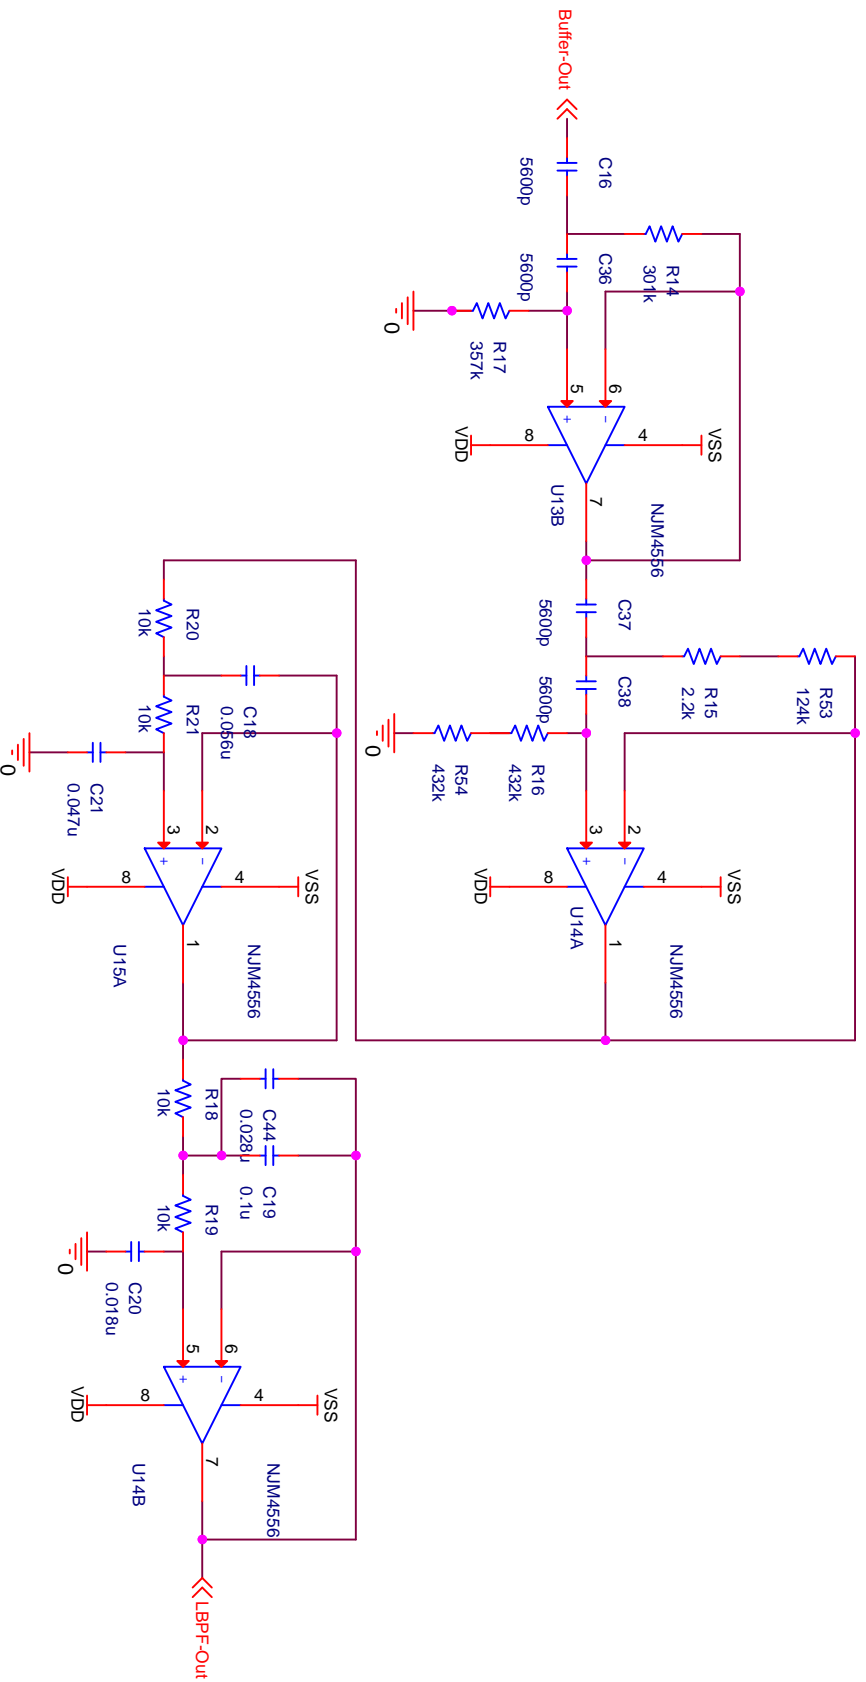 Buffer-Out
C16
5600p
C36
5600p
R14
301k
R17
357k
0
6
5
-
+
8
4
7
VDD
VSS
U13B
NJM4556
C37
5600p
C38
5600p
R15
2.2k
R53
124k
R16
432k
R54
432k
0
2
3
-
+
8
4
1
VDD
VSS
U14A
NJM4556
R20
10k
R21
10k
C18
0.056u
C21
0.047u
0
2
3
-
+
8
4
1
VDD
VSS
U15A
NJM4556
R18
10k
R19
10k
C44
0.028u
C19
0.1u
C20
0.018u
0
6
5
-
+
8
4
7
VDD
VSS
U14B
NJM4556
LBPF-Out